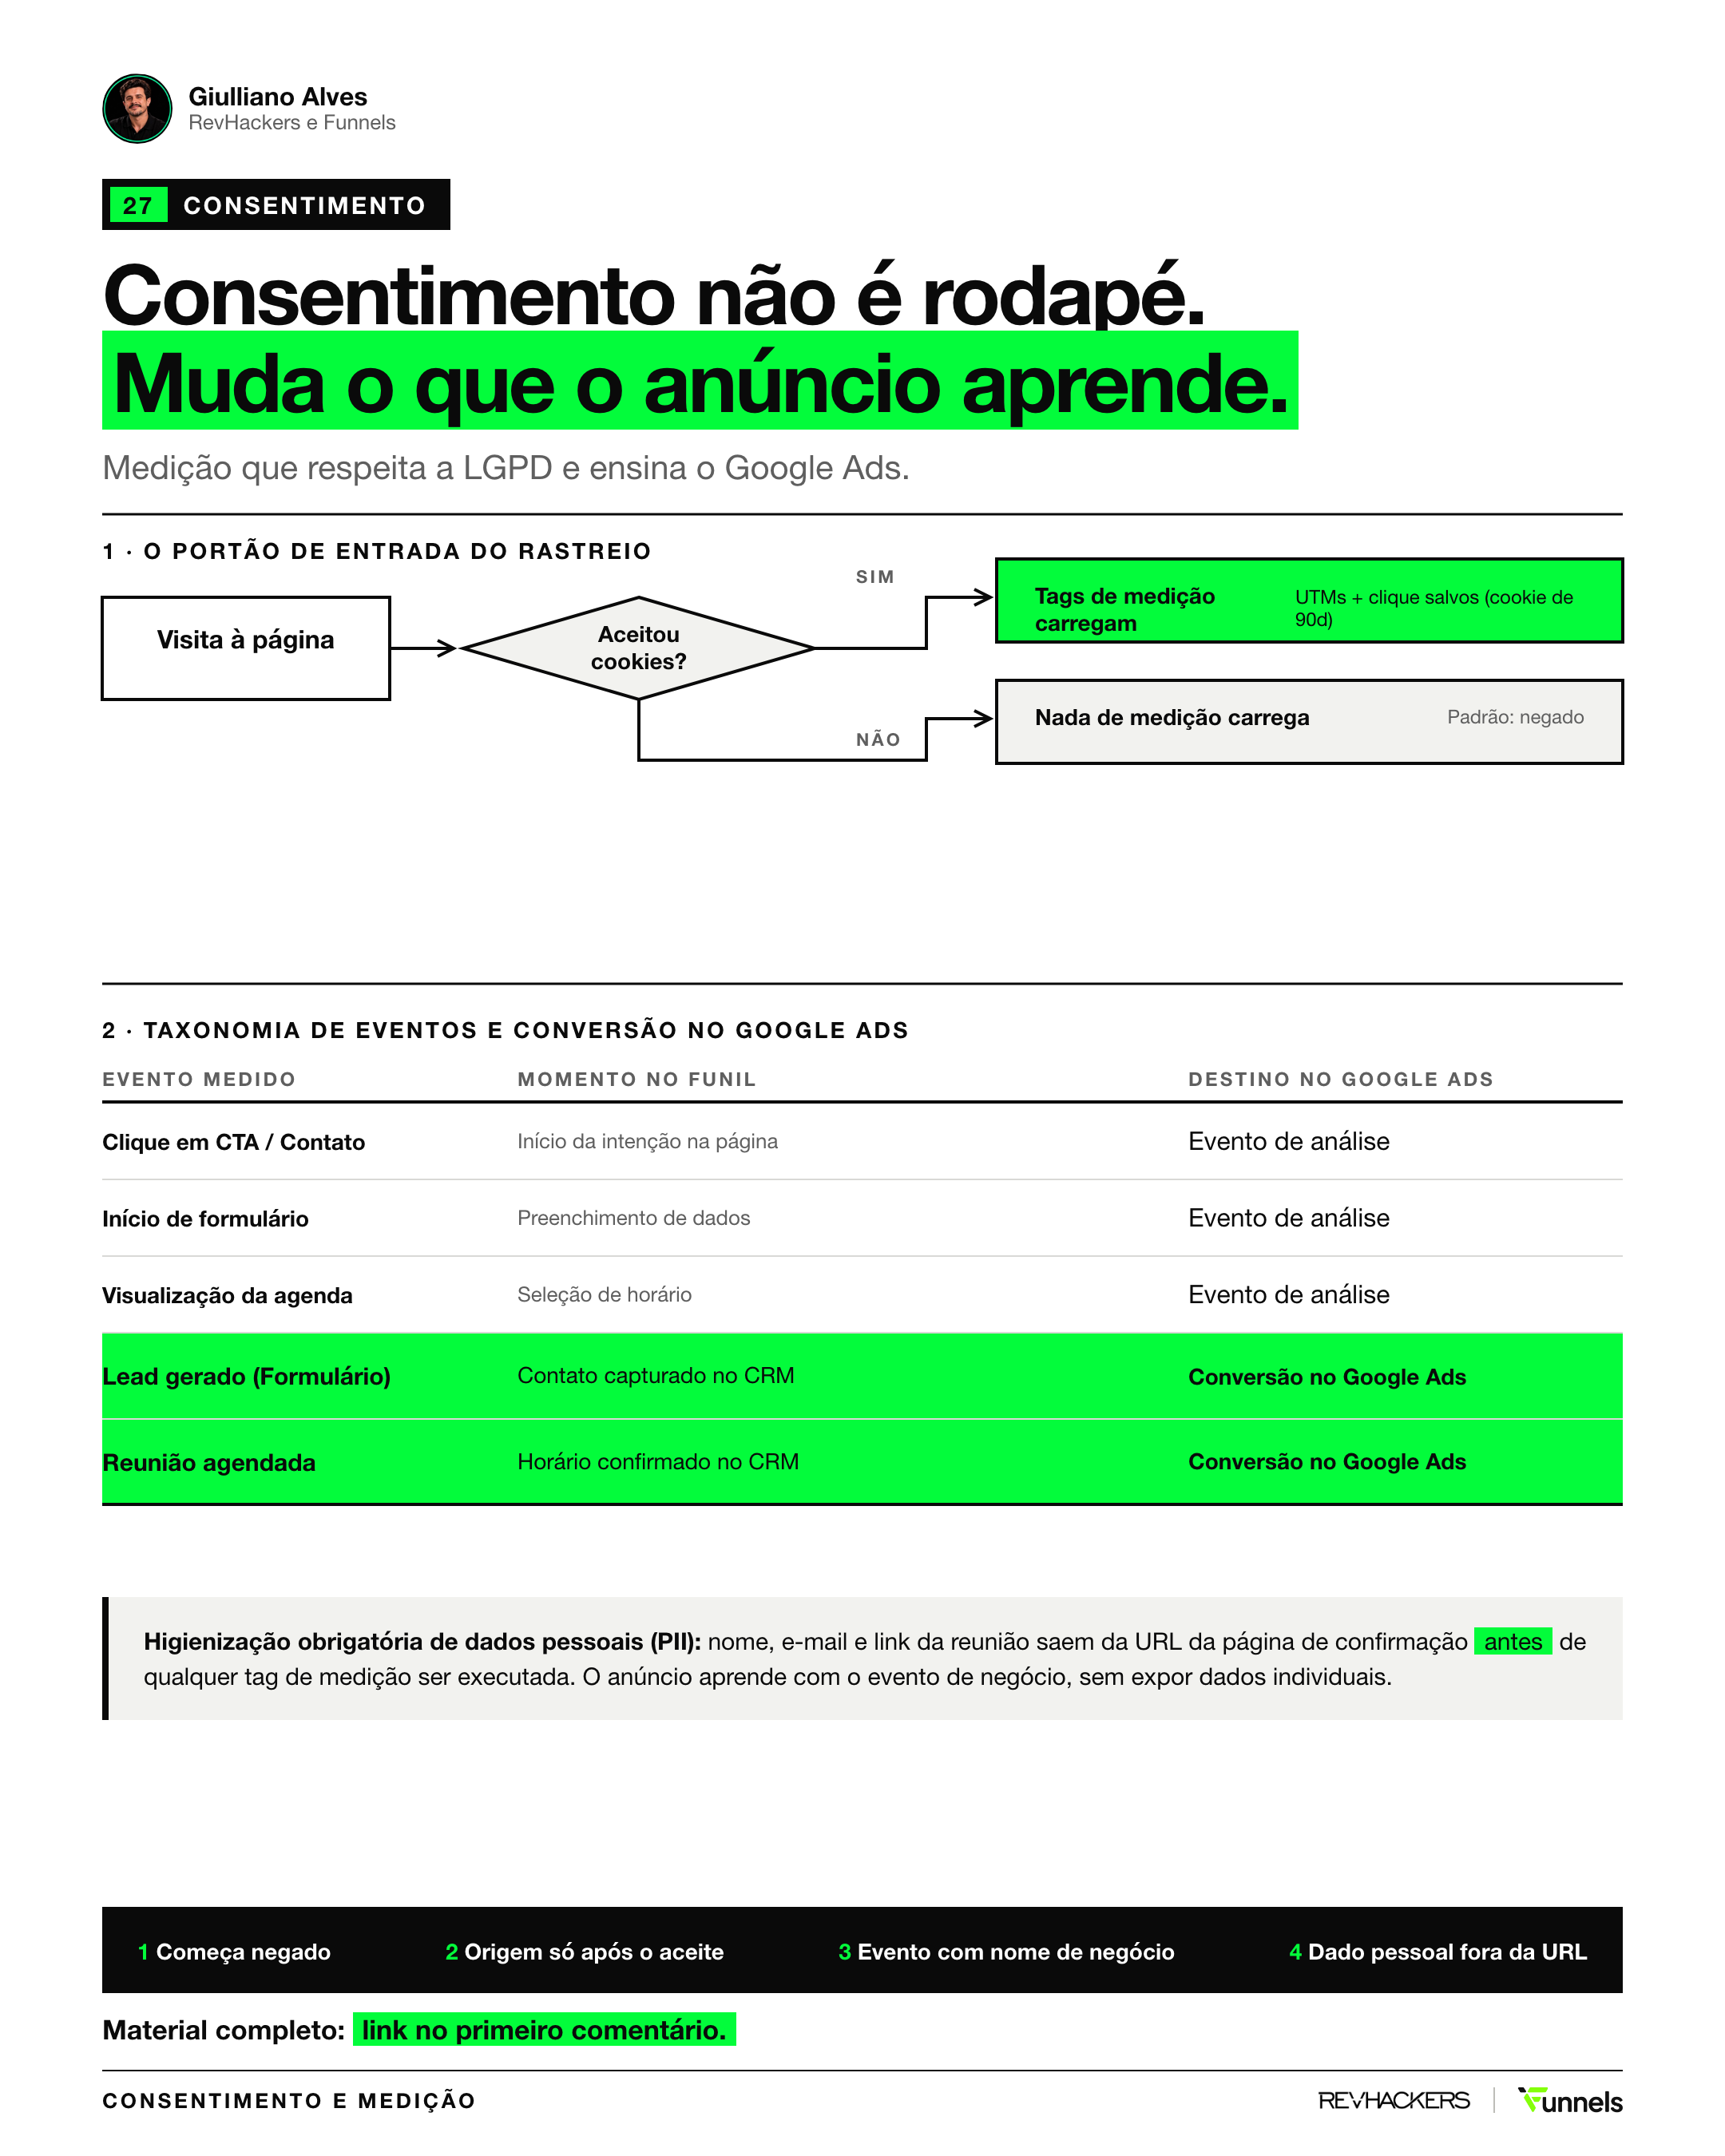 Giulliano Alves
RevHackers e Funnels
27 CONSENTIMENTO
Consentimento não é rodapé.
Muda o que o anúncio aprende.
Medição que respeita a LGPD e ensina o Google Ads.
1 · O PORTÃO DE ENTRADA DO RASTREIO
Visita à página
Aceitou
cookies?
SIM
Tags de medição
carregam
UTMs + clique salvos (cookie de
90d)
NÃO
Nada de medição carrega
Padrão: negado
2 · TAXONOMIA DE EVENTOS E CONVERSÃO NO GOOGLE ADS
EVENTO MEDIDO MOMENTO NO FUNIL DESTINO NO GOOGLE ADS
Clique em CTA / Contato Início da intenção na página Evento de análise
Início de formulário Preenchimento de dados Evento de análise
Visualização da agenda Seleção de horário Evento de análise
Lead gerado (Formulário) Contato capturado no CRM Conversão no Google Ads
Reunião agendada Horário confirmado no CRM Conversão no Google Ads
Higienização obrigatória de dados pessoais (PII): nome, e-mail e link da reunião saem da URL da página de confirmação antes de
qualquer tag de medição ser executada. O anúncio aprende com o evento de negócio, sem expor dados individuais.
1 Começa negado 2 Origem só após o aceite 3 Evento com nome de negócio 4 Dado pessoal fora da URL
Material completo: link no primeiro comentário.
CONSENTIMENTO E MEDIÇÃO REVHACKERS Funnels